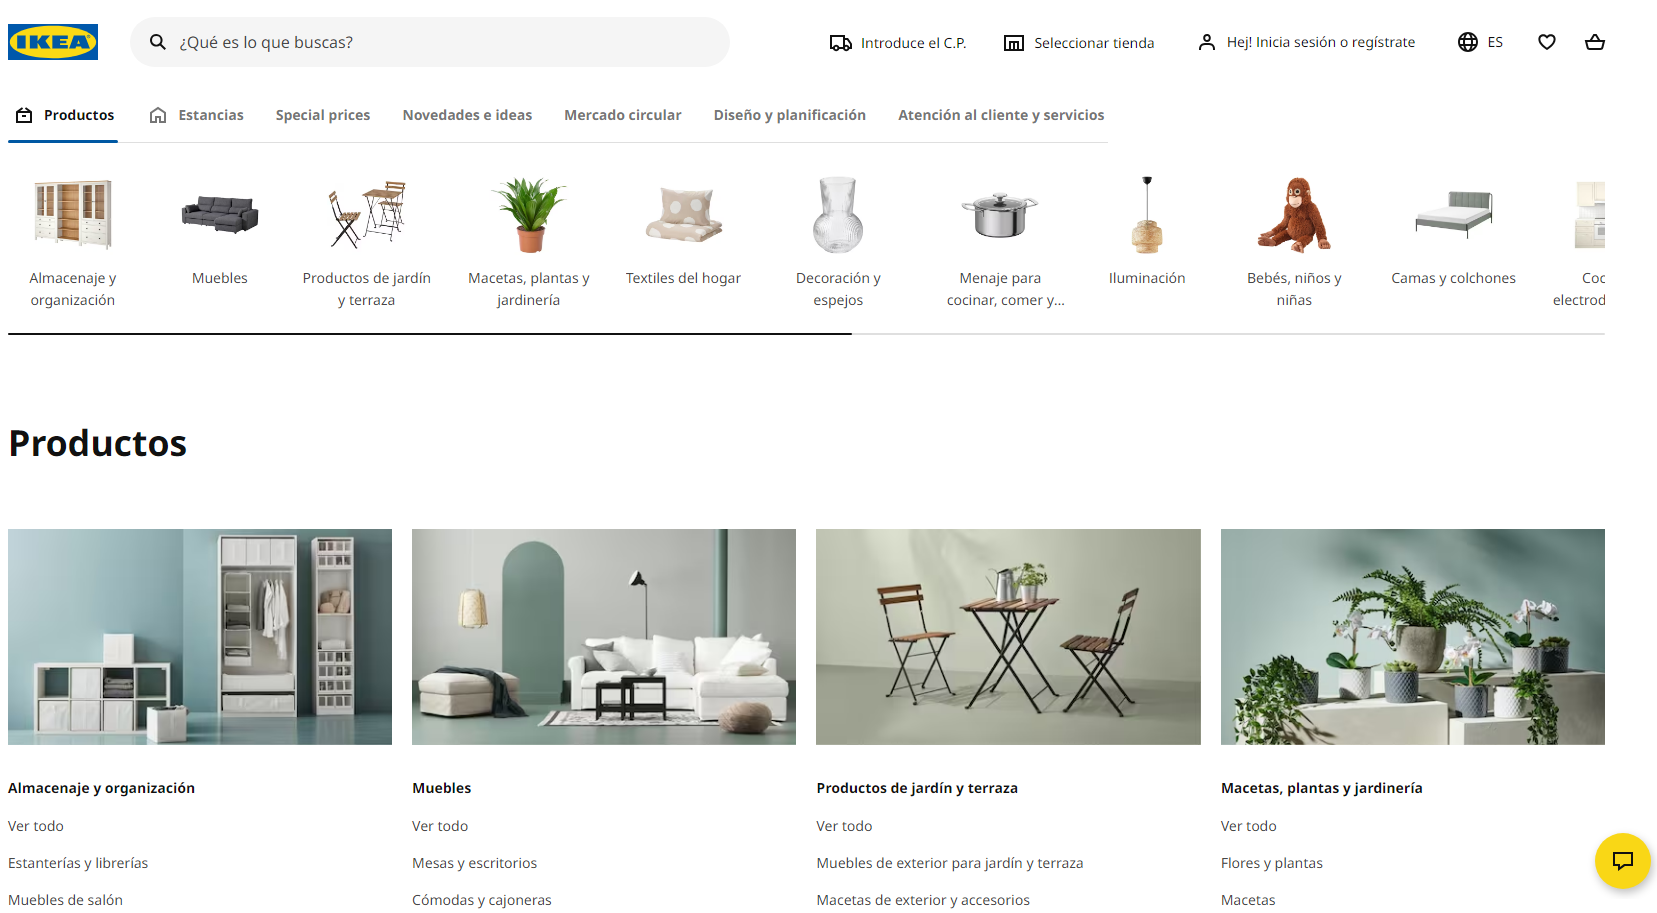 IKEA
¿Qué es lo que buscas?
Introduce el C.P.
Seleccionar tienda
Hej! Inicia sesión o regístrate
ES
Productos
Estancias
Special prices
Novedades e ideas
Mercado circular
Diseño y planificación
Atención al cliente y servicios
Almacenaje y
organización
Muebles
Productos de jardín
y terraza
Macetas, plantas y
jardinería
Textiles del hogar
Decoración y
espejos
Menaje para
cocinar, comer y...
Iluminación
Bebés, niños y
niñas
Camas y colchones
Coc
electrod
Productos
Almacenaje y organización
Ver todo
Estanterías y librerías
Muebles de salón
Muebles
Ver todo
Mesas y escritorios
Cómodas y cajoneras
Productos de jardín y terraza
Ver todo
Muebles de exterior para jardín y terraza
Macetas de exterior y accesorios
Macetas, plantas y jardinería
Ver todo
Flores y plantas
Macetas